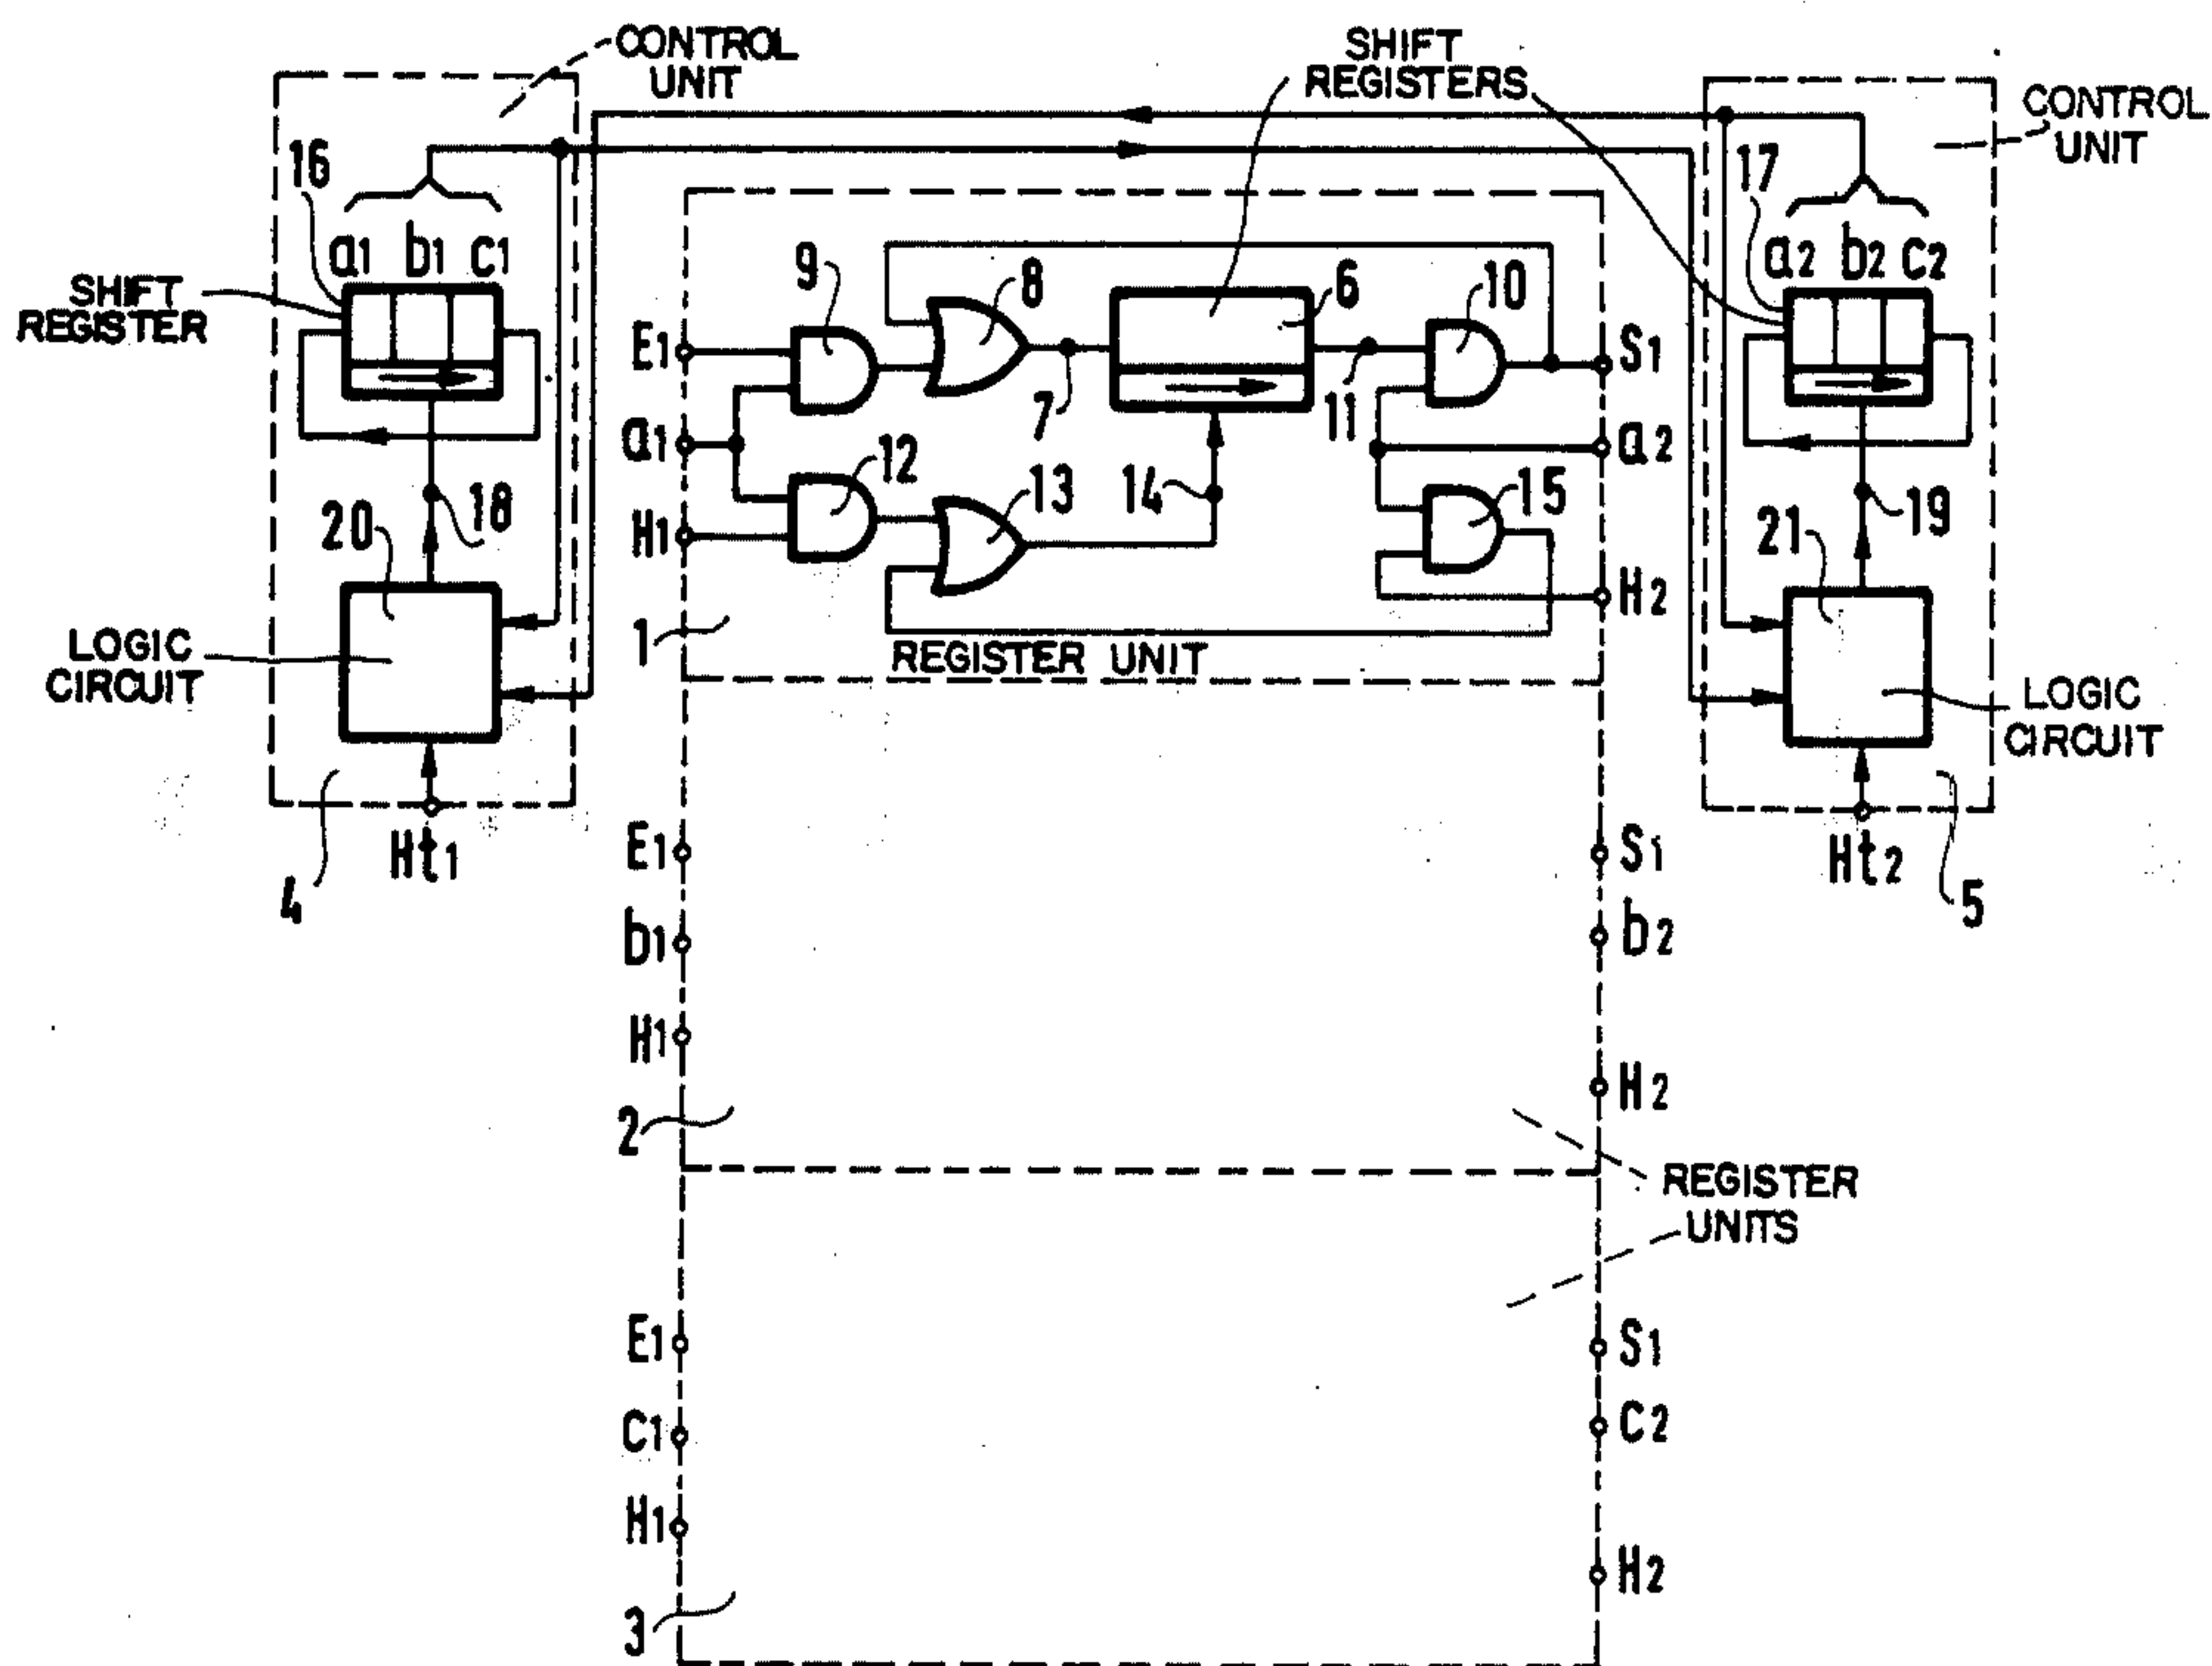 CONTROL
UNIT
SHIFT
REGISTERS
CONTROL
UNIT
16
17
a1 b1 c1
a2 b2 c2
SHIFT
REGISTER
9
8
6
10
E1
S1
7
11
a1
a2
12
13
14
15
18
19
20
21
H1
H2
1
REGISTER UNIT
LOGIC
CIRCUIT
LOGIC
CIRCUIT
Ht1
Ht2
4
5
E1
S1
b1
b2
H1
H2
2
REGISTER
UNITS
E1
S1
C1
C2
H1
H2
3